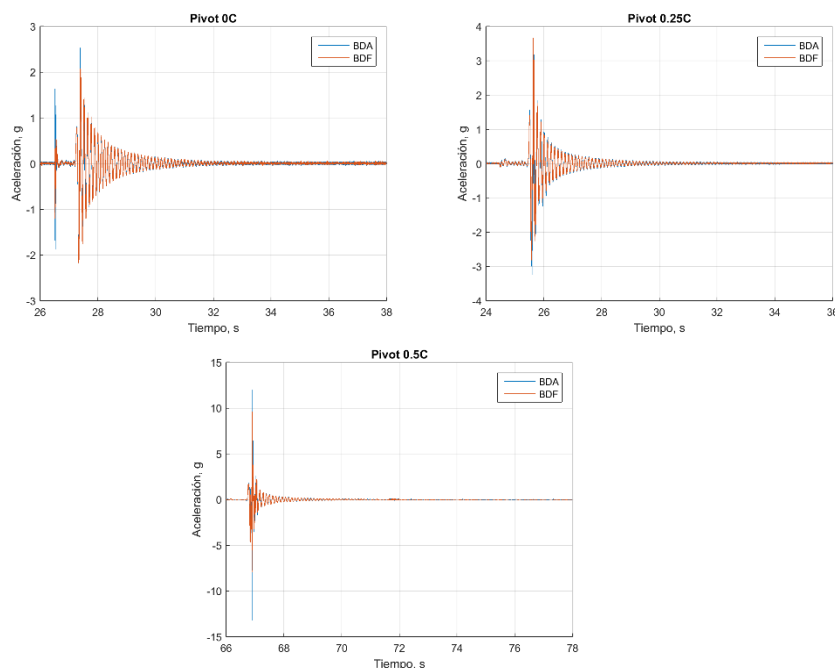 Pivot 0C
3
2
1
0
-1
-2
-3
26 28 30 32 34 36 38
Aceleración, g
Tiempo, s
BDA
BDF
Pivot 0.25C
4
3
2
1
0
-1
-2
-3
-4
24 26 28 30 32 34 36
Aceleración, g
Tiempo, s
BDA
BDF
Pivot 0.5C
15
10
5
0
-5
-10
-15
66 68 70 72 74 76 78
Aceleración, g
Tiempo, s
BDA
BDF